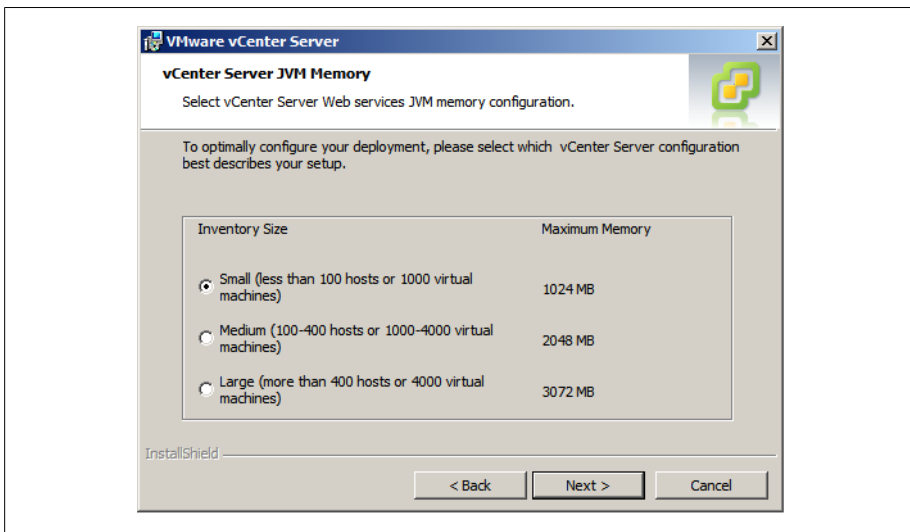 VMware vCenter Server
vCenter Server JVM Memory
Select vCenter Server Web services JVM memory configuration.
To optimally configure your deployment, please select which vCenter Server configuration
best describes your setup.
Inventory Size
Maximum Memory
Small (less than 100 hosts or 1000 virtual
machines)
1024 MB
Medium (100-400 hosts or 1000-4000 virtual
machines)
2048 MB
Large (more than 400 hosts or 4000 virtual
machines)
3072 MB
InstallShield
< Back
Next >
Cancel